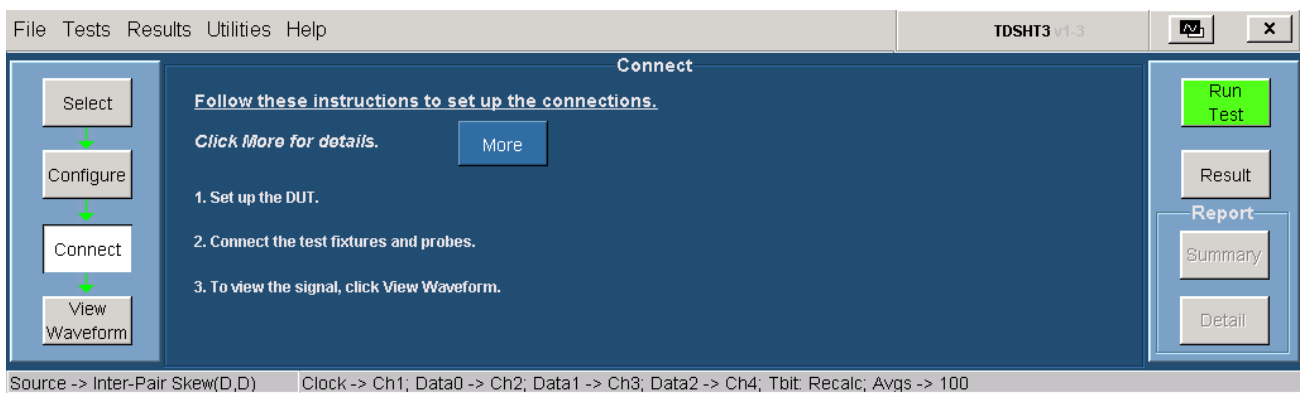 File Tests Results Utilities Help
TDSHT3 v1-3
x
Connect
Select
Configure
Connect
View
Waveform
Follow these instructions to set up the connections.
Click More for details.
More
1. Set up the DUT.
2. Connect the test fixtures and probes.
3. To view the signal, click View Waveform.
Run
Test
Result
Report
Summary
Detail
Source -> Inter-Pair Skew(D,D) Clock -> Ch1; Data0 -> Ch2; Data1 -> Ch3; Data2 -> Ch4; Tbit: Recalc; Avgs -> 100